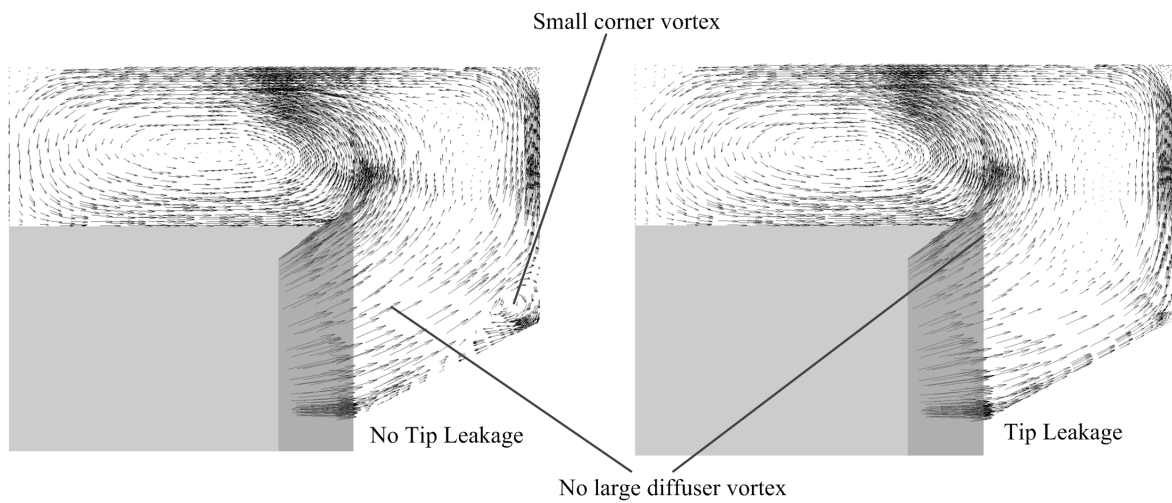 Small corner vortex
No Tip Leakage
Tip Leakage
No large diffuser vortex